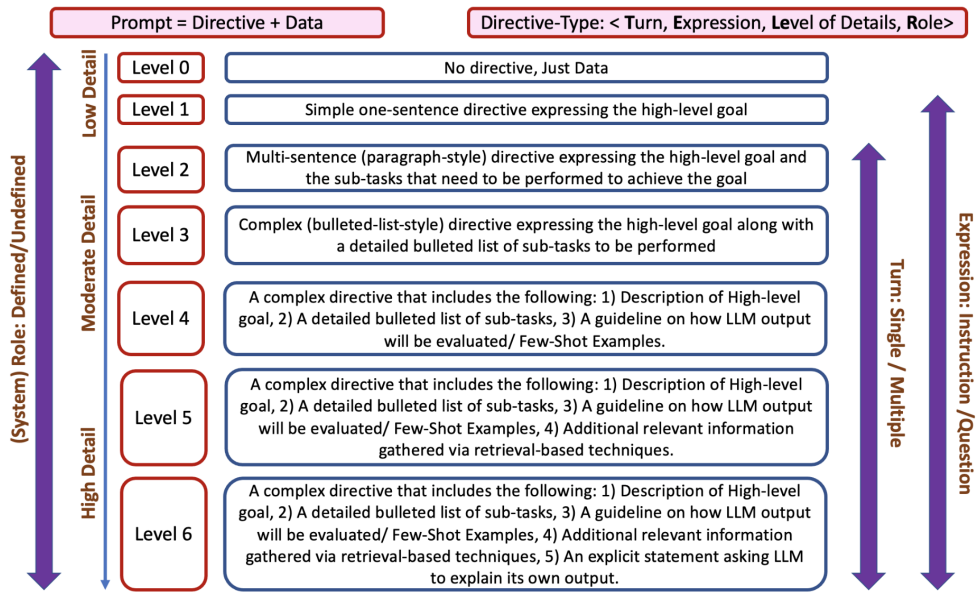 Prompt = Directive + Data
Directive-Type: < Turn, Expression, Level of Details, Role>
(System) Role: Defined/Undefined
Low Detail
Moderate Detail
High Detail
Level 0
No directive, Just Data
Level 1
Simple one-sentence directive expressing the high-level goal
Level 2
Multi-sentence (paragraph-style) directive expressing the high-level goal and
the sub-tasks that need to be performed to achieve the goal
Level 3
Complex (bulleted-list-style) directive expressing the high-level goal along with
a detailed bulleted list of sub-tasks to be performed
Level 4
A complex directive that includes the following: 1) Description of High-level
goal, 2) A detailed bulleted list of sub-tasks, 3) A guideline on how LLM output
will be evaluated/ Few-Shot Examples.
Level 5
A complex directive that includes the following: 1) Description of High-level
goal, 2) A detailed bulleted list of sub-tasks, 3) A guideline on how LLM output
will be evaluated/ Few-Shot Examples, 4) Additional relevant information
gathered via retrieval-based techniques.
Level 6
A complex directive that includes the following: 1) Description of High-level
goal, 2) A detailed bulleted list of sub-tasks, 3) A guideline on how LLM output
will be evaluated/ Few-Shot Examples, 4) Additional relevant information
gathered via retrieval-based techniques, 5) An explicit statement asking LLM
to explain its own output.
Turn: Single / Multiple
Expression: Instruction /Question